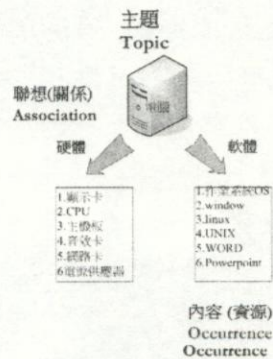 主題
Topic
聯想(關係)
Association
硬體
軟體
1.顯示卡
2.CPU
3.主機板
4.音效卡
5.網路卡
6電源供應器
1.作業系統OS
2.window
3.linux
4.UNIX
5.WORD
6.Powerpoint
內容 (資源)
Occurrence
Occurrence